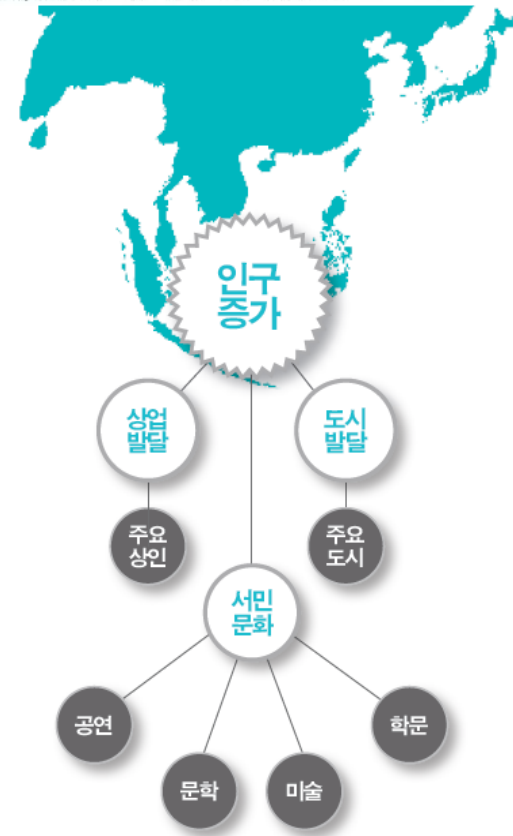 인구
증가
상업
발달
도시
발달
주요
상인
주요
도시
서민
문화
공연
학문
문학
미술